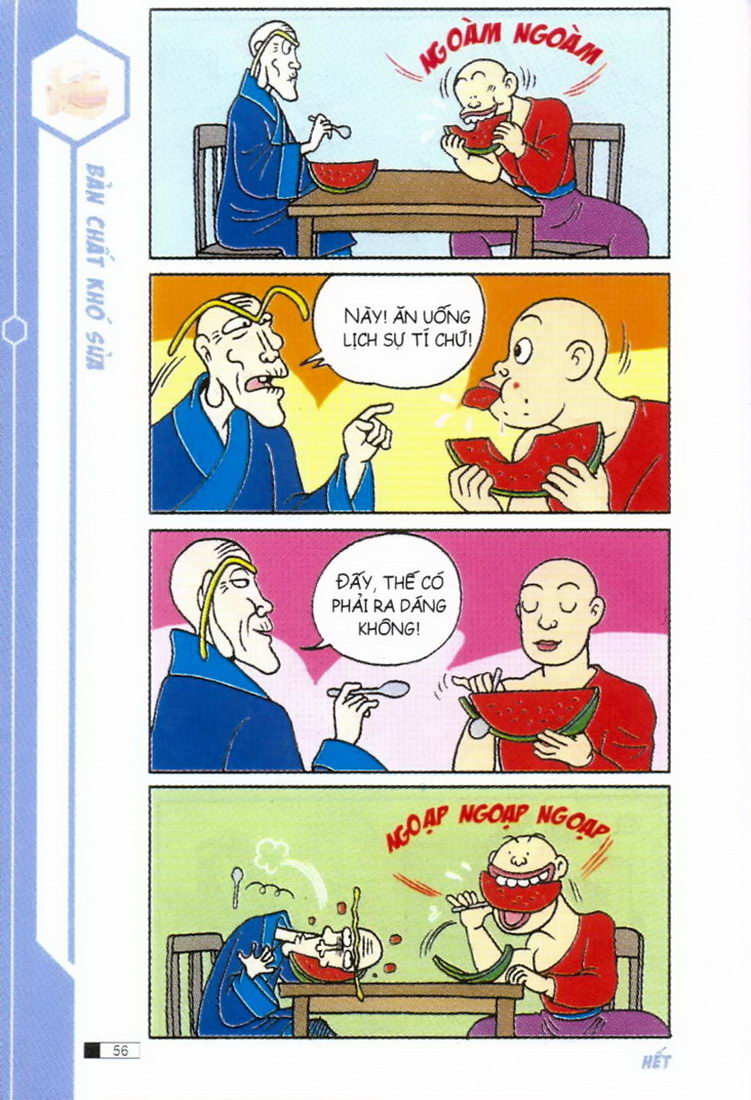 BẢN CHẤT KHÓ SỬA
NGOÀM NGOÀM
NÀY! ĂN UỐNG
LỊCH SỰ TÍ CHỨ!
ĐẤY, THẾ CÓ
PHẢI RA DÁNG
KHÔNG!
NGOẠP NGOẠP NGOẠP
56
HẾT